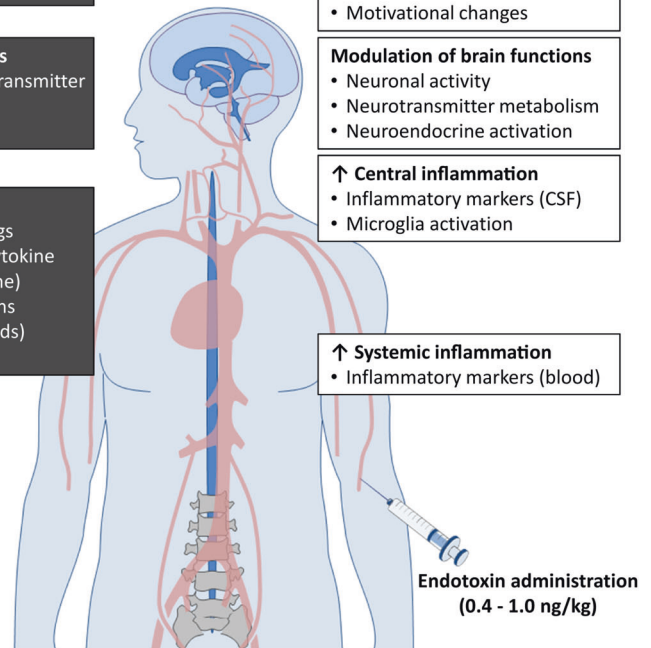 • Motivational changes
Modulation of brain functions
• Neuronal activity
• Neurotransmitter metabolism
• Neuroendocrine activation
↑ Central inflammation
• Inflammatory markers (CSF)
• Microglia activation
↑ Systemic inflammation
• Inflammatory markers (blood)
Endotoxin administration
(0.4 - 1.0 ng/kg)